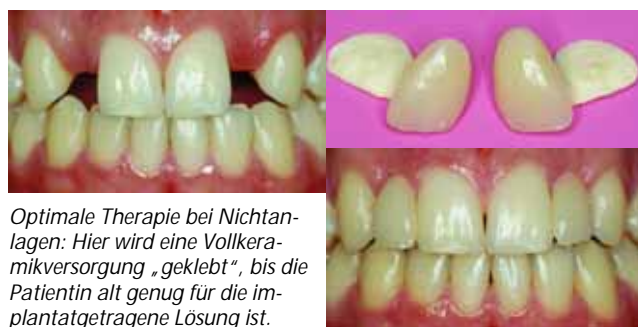 Optimale Therapie bei Nichtan-
lagen: Hier wird eine Vollkera-
mikversorgung „geklebt“, bis die
Patientin alt genug für die im-
plantatgetragene Lösung ist.